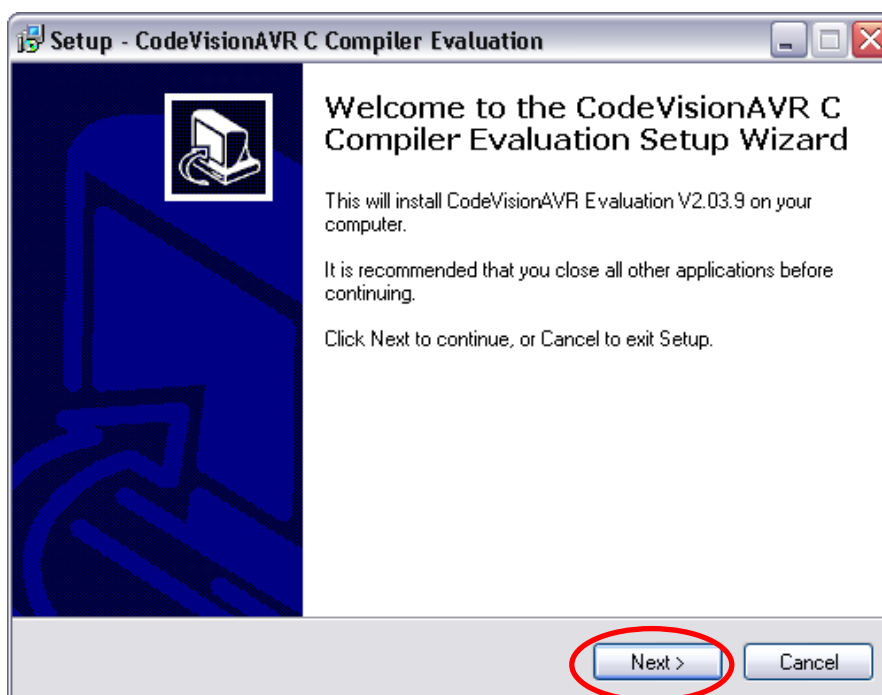 Setup - CodeVisionAVR C Compiler Evaluation
Welcome to the CodeVisionAVR C
Compiler Evaluation Setup Wizard
This will install CodeVisionAVR Evaluation V2.03.9 on your
computer.
It is recommended that you close all other applications before
continuing.
Click Next to continue, or Cancel to exit Setup.
Next >
Cancel